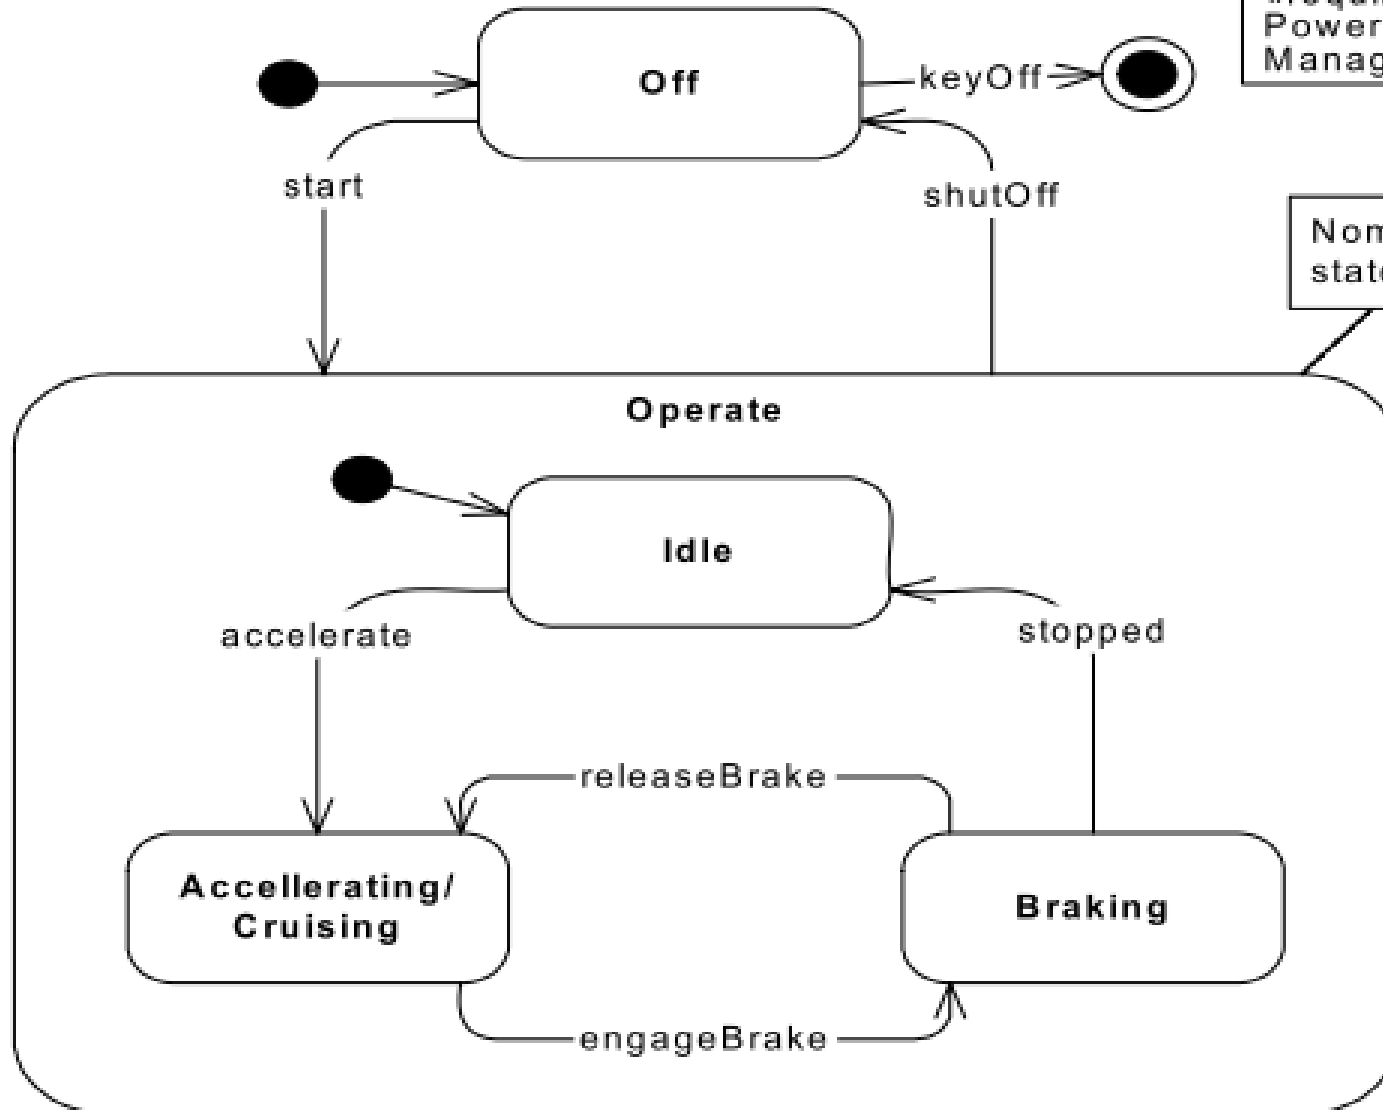 Power
Off
keyOff
start
shutOff
Operate
Idle
accelerate
stopped
releaseBrake
Accellerating/
Cruising
Braking
engageBrake